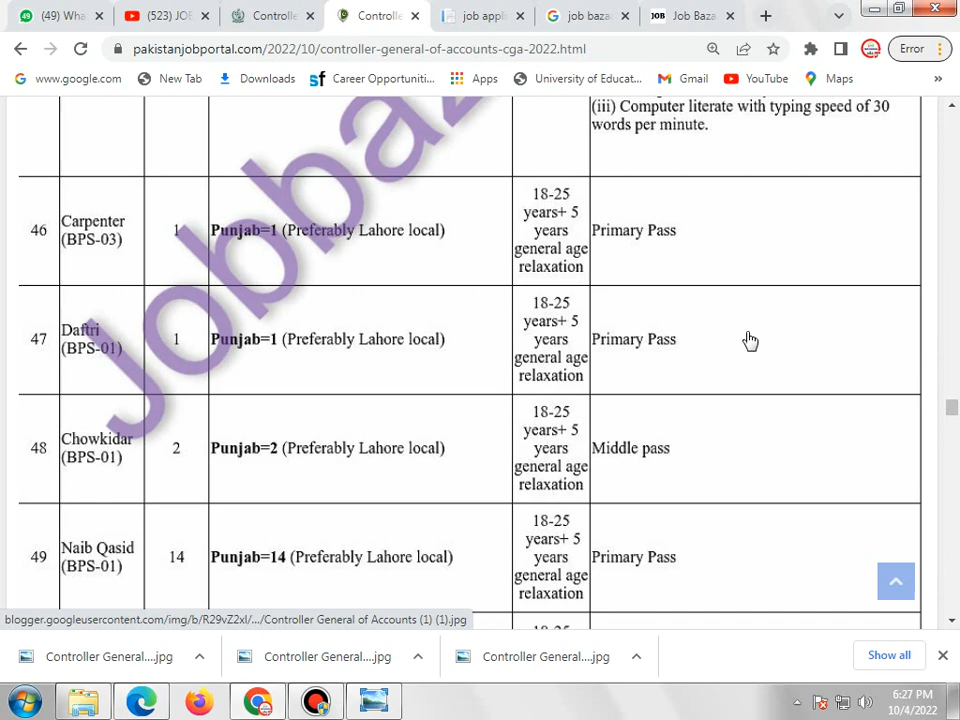 (49) Wha
(523) JOE
Controlle
Controlle
job appli
job baza
JOB
Job Baza
pakistanjobportal.com/2022/10/controller-general-of-accounts-cga-2022.html
Error
www.google.com
New Tab
Downloads
Career Opportuniti...
Apps
University of Educat...
Gmail
YouTube
Maps
»
(iii) Computer literate with typing speed of 30
words per minute.
46
Carpenter
(BPS-03)
1
Punjab=1 (Preferably Lahore local)
18-25
years+ 5
years
general age
relaxation
Primary Pass
47
Daftri
(BPS-01)
1
Punjab=1 (Preferably Lahore local)
18-25
years+ 5
years
general age
relaxation
Primary Pass
48
Chowkidar
(BPS-01)
2
Punjab=2 (Preferably Lahore local)
18-25
years+ 5
years
general age
relaxation
Middle pass
49
Naib Qasid
(BPS-01)
14
Punjab=14 (Preferably Lahore local)
18-25
years+ 5
years
general age
relaxation
Primary Pass
Jobbaz
blogger.googleusercontent.com/img/b/R29vZ2xl/.../Controller General of Accounts (1) (1).jpg
Controller General....jpg
Controller General....jpg
Controller General....jpg
Show all
6:27 PM
10/4/2022